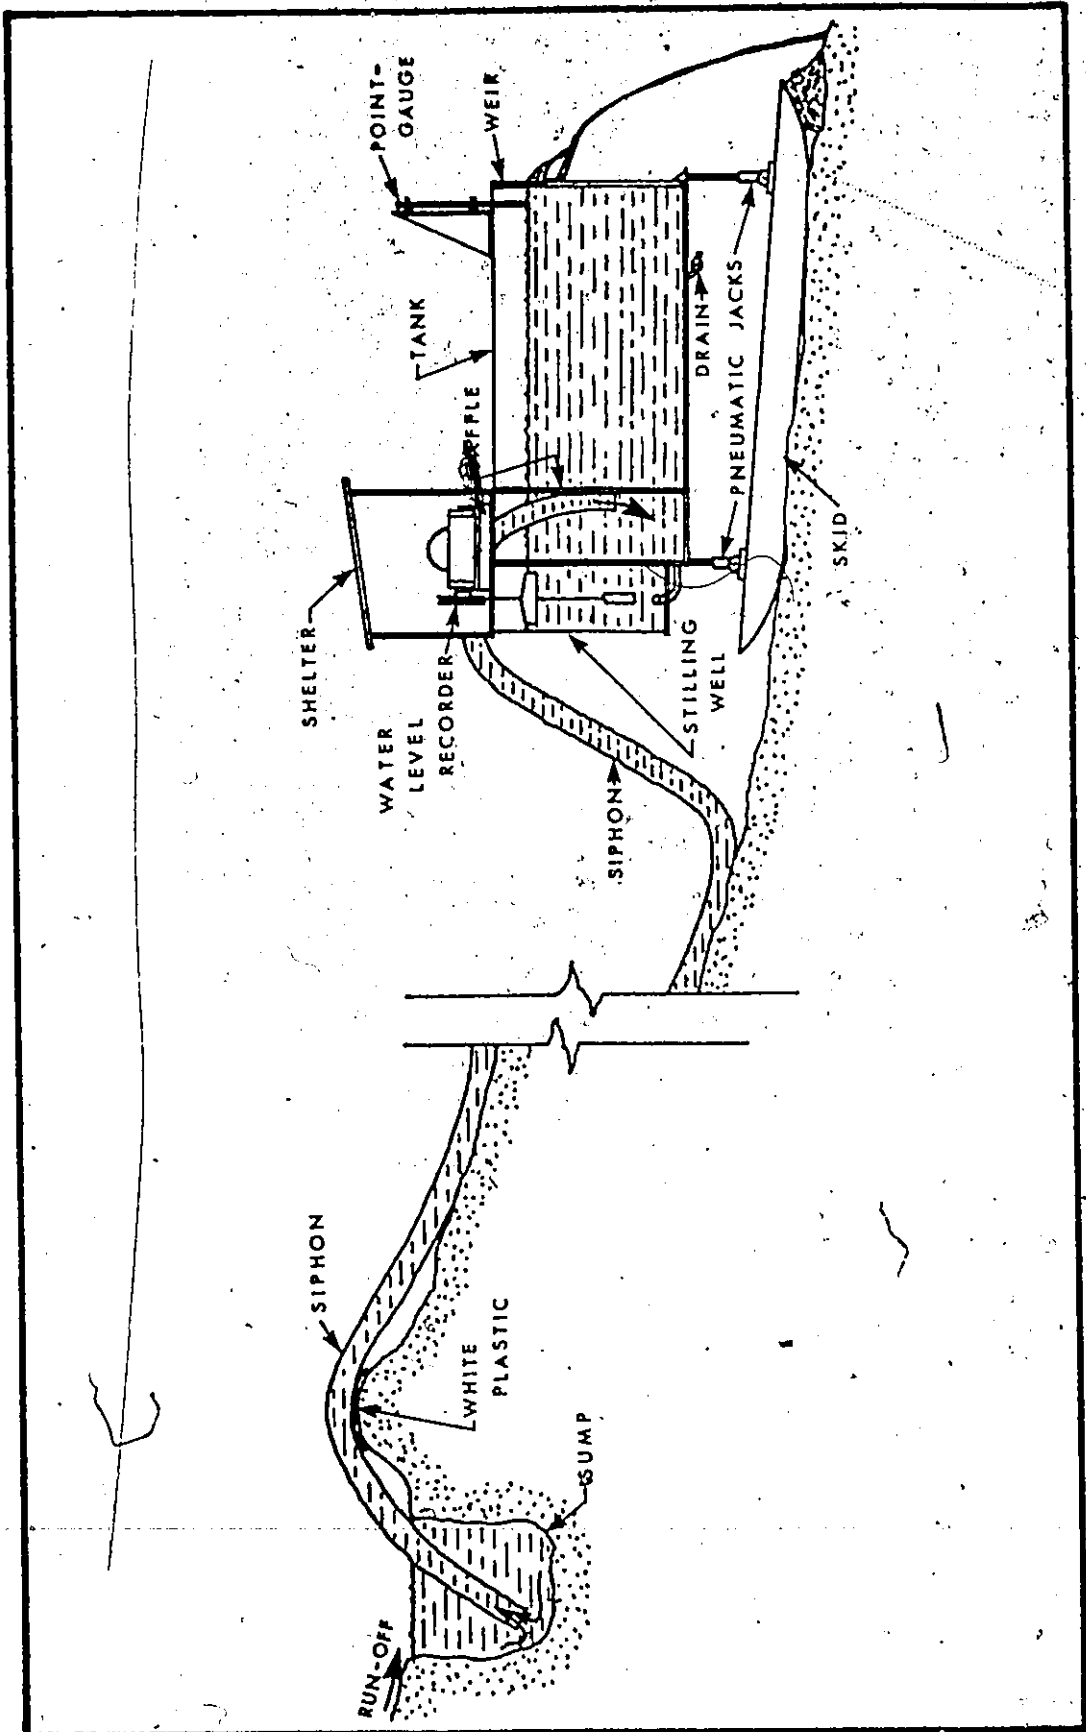 RUN-OFF
SUMP
SIPHON
WHITE
PLASTIC
SIPHON
SHELTER
WATER
LEVEL
RECORDER
STILLING
WELL
SKID
TANK
DRAIN
PNEUMATIC JACKS
POINT-
GAUGE
WEIR